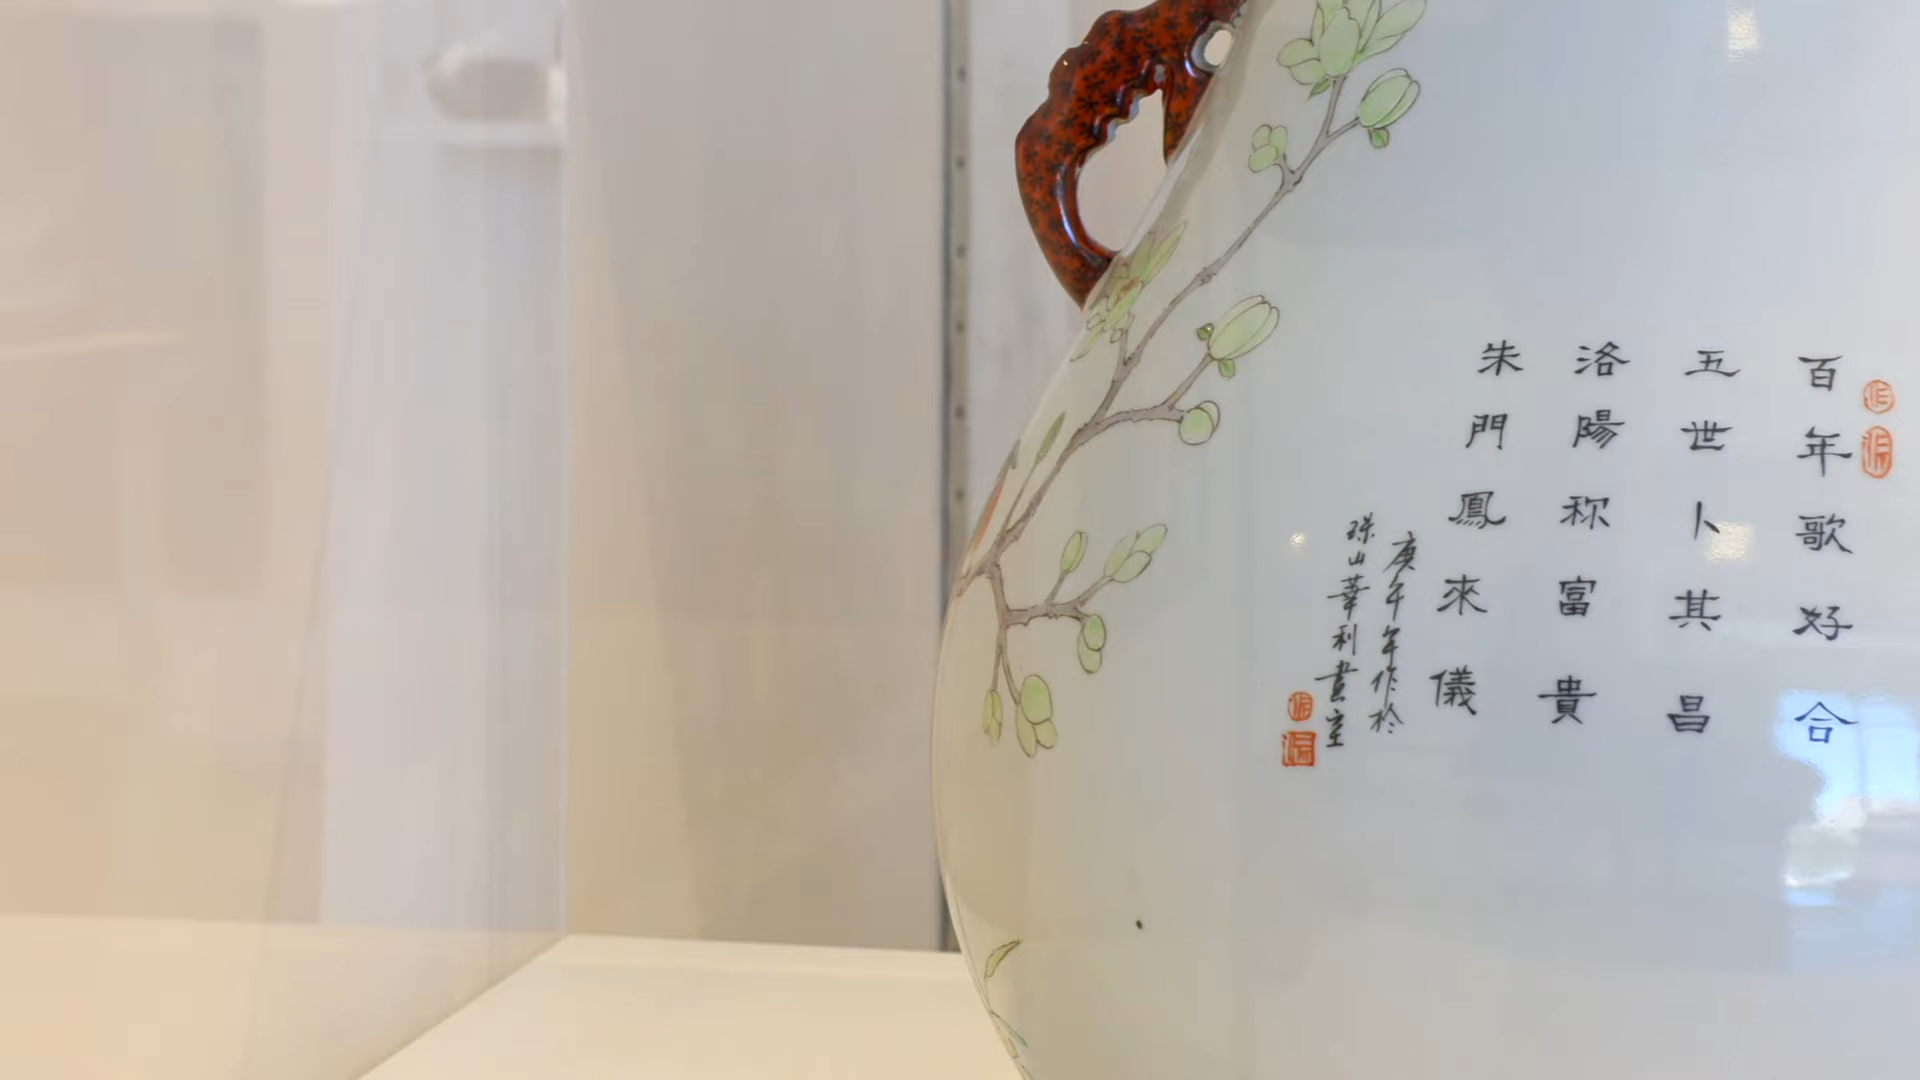 百年歌好合
五世卜其昌
洛陽称富貴
朱門鳳來儀
庚午年作於
珠山華利畫室